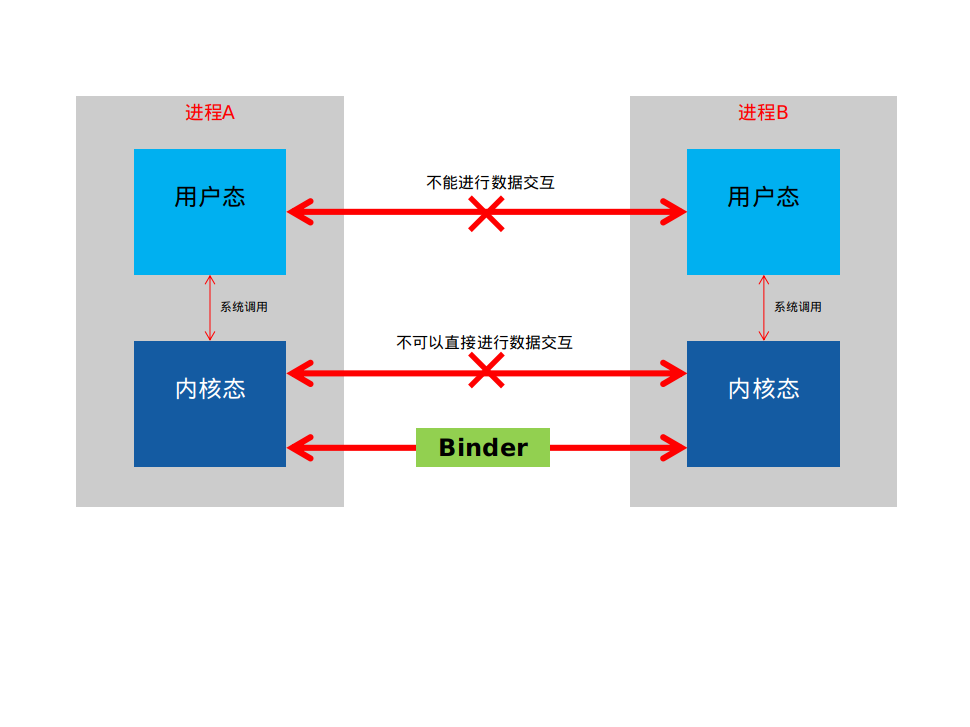 进程A
进程B
不能进行数据交互
用户态
用户态
系统调用
系统调用
不可以直接进行数据交互
内核态
内核态
Binder